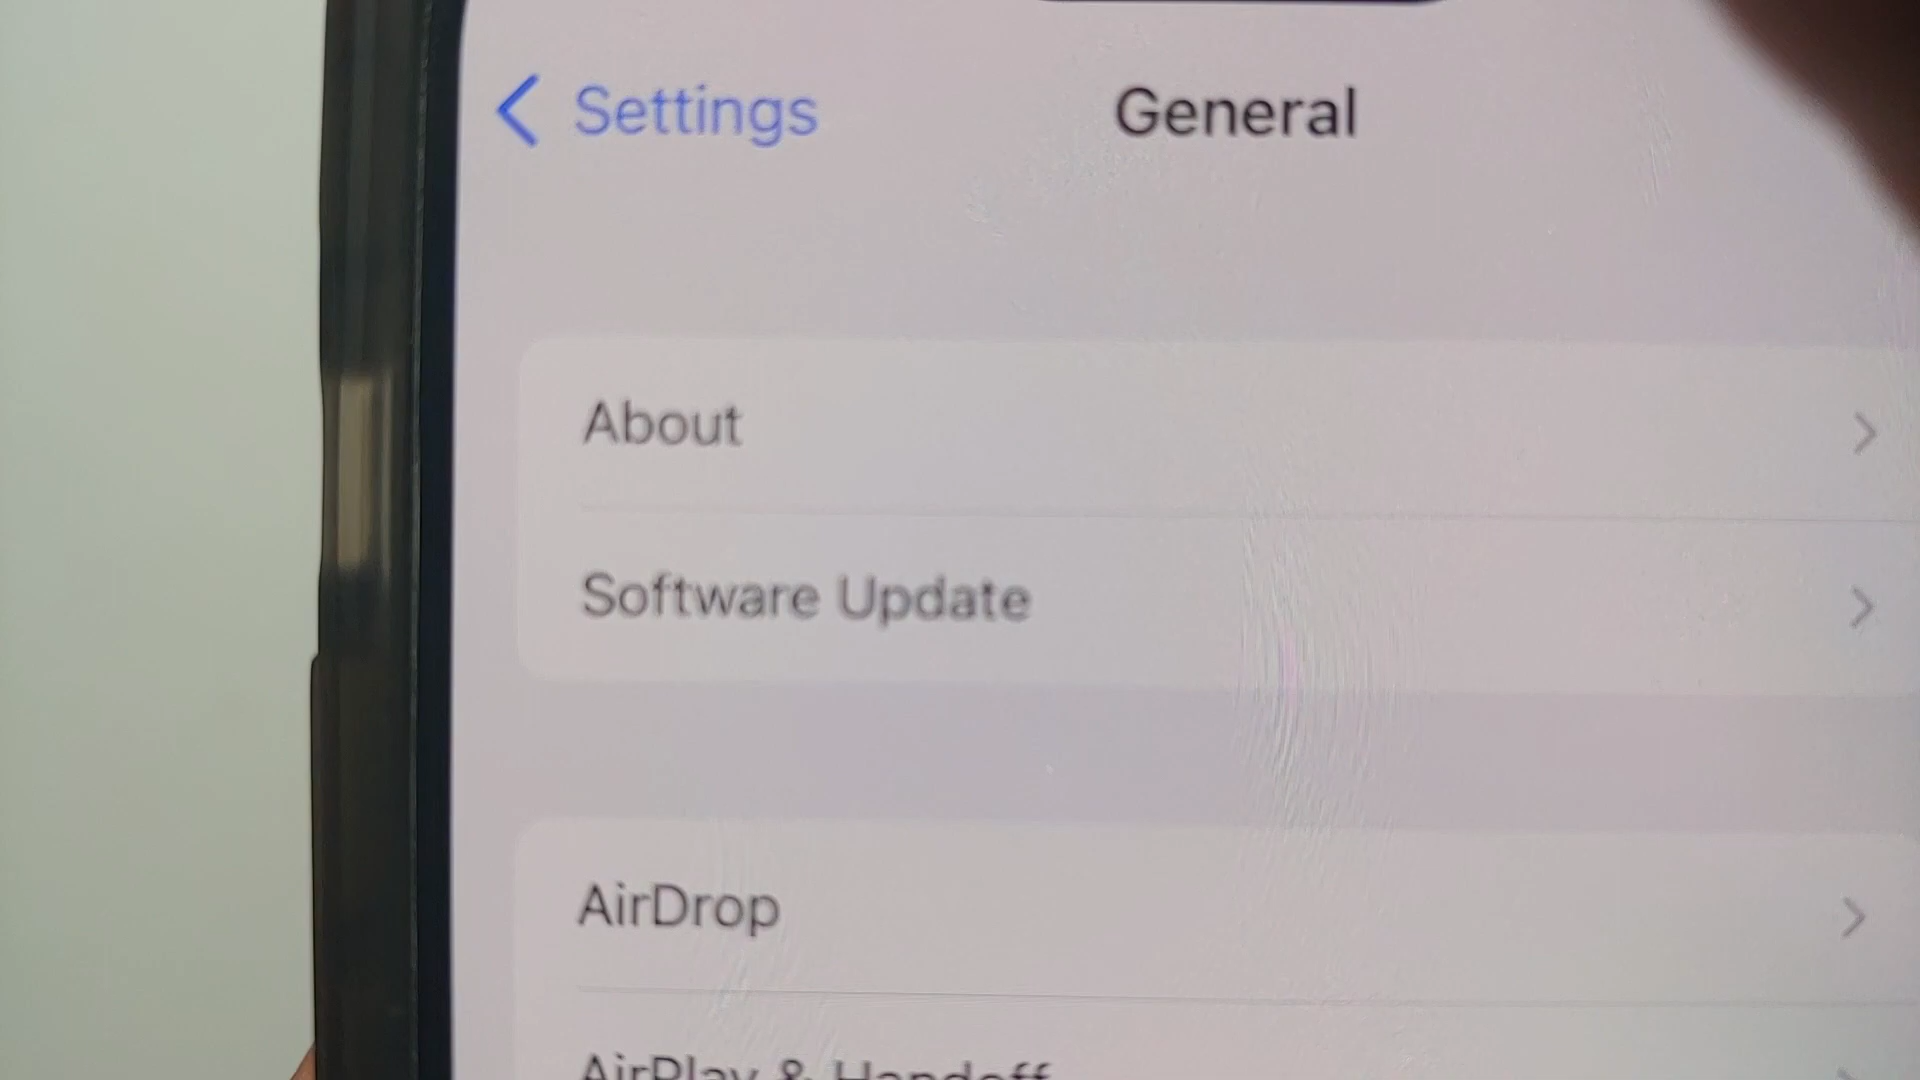 Settings
General
About
Software Update
AirDrop
AirPlay & Handoff